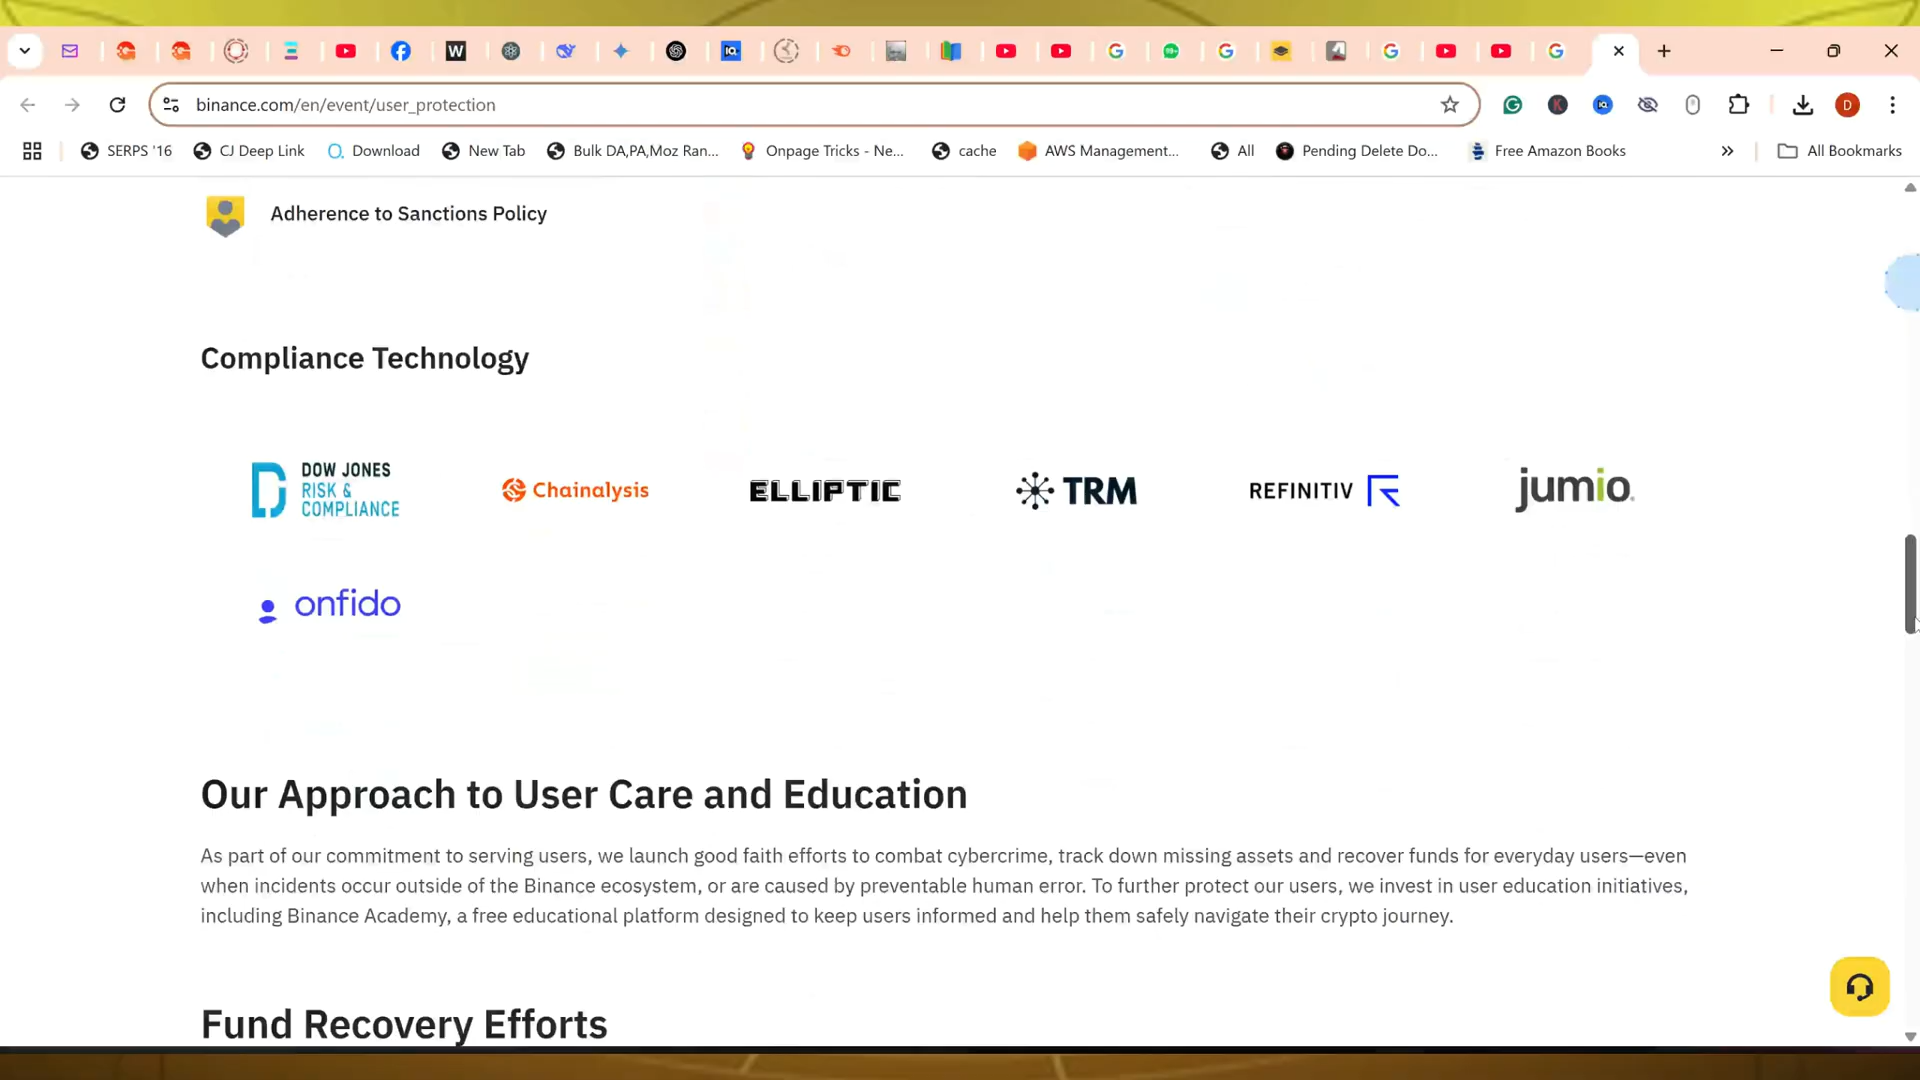 binance.com/en/event/user_protection
SERPS '16
CJ Deep Link
Download
New Tab
Bulk DA,PA,Moz Ran...
Onpage Tricks - Ne...
cache
AWS Management...
All
Pending Delete Do...
Free Amazon Books
All Bookmarks
Adherence to Sanctions Policy
Compliance Technology
DOW JONES
RISK &
COMPLIANCE
Chainalysis
ELLIPTIC
TRM
REFINITIV
jumio.
onfido
Our Approach to User Care and Education
As part of our commitment to serving users, we launch good faith efforts to combat cybercrime, track down missing assets and recover funds for everyday users—even
when incidents occur outside of the Binance ecosystem, or are caused by preventable human error. To further protect our users, we invest in user education initiatives,
including Binance Academy, a free educational platform designed to keep users informed and help them safely navigate their crypto journey.
Fund Recovery Efforts